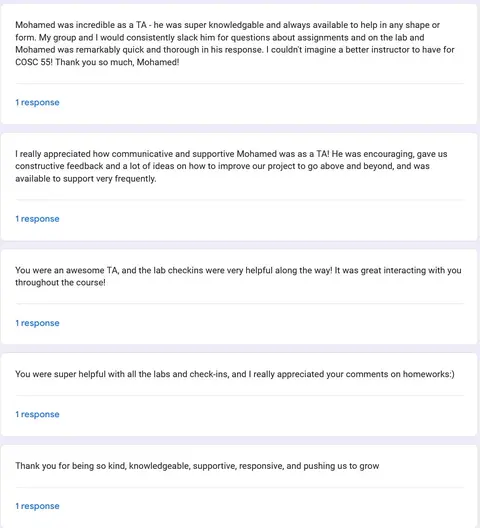 Mohamed was incredible as a TA - he was super knowledgable and always available to help in any shape or
form. My group and I would consistently slack him for questions about assignments and on the lab and
Mohamed was remarkably quick and thorough in his response. I couldn't imagine a better instructor to have for
COSC 55! Thank you so much, Mohamed!
1 response
I really appreciated how communicative and supportive Mohamed was as a TA! He was encouraging, gave us
constructive feedback and a lot of ideas on how to improve our project to go above and beyond, and was
available to support very frequently.
1 response
You were an awesome TA, and the lab checkins were very helpful along the way! It was great interacting with you
throughout the course!
1 response
You were super helpful with all the labs and check-ins, and I really appreciated your comments on homeworks:)
1 response
Thank you for being so kind, knowledgeable, supportive, responsive, and pushing us to grow
1 response